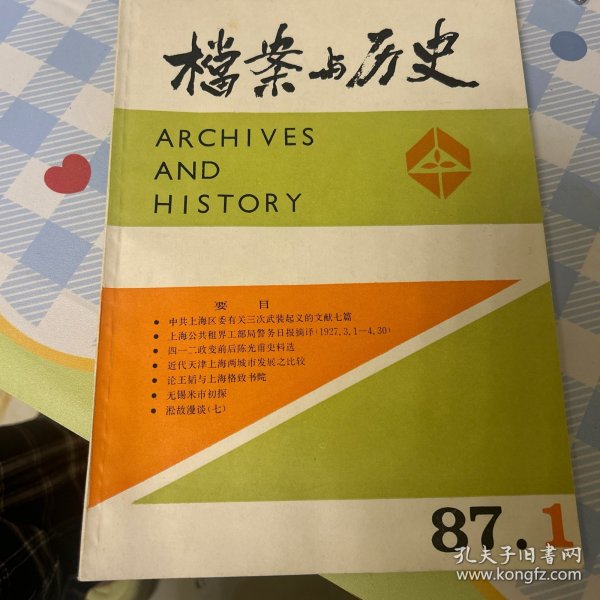 檔案与历史
ARCHIVES
AND
HISTORY
要 目
● 中共上海区委有关三次武装起义的文献七篇
● 上海公共租界工部局警务日报摘译(1927.3.1—4.30)
● 四一二政变前后陈光甫史料选
● 近代天津上海两城市发展之比较
● 论王韬与上海格致书院
● 无锡米市初探
● 淞故漫谈(七)
87.1
孔夫子旧书网
www.kongfz.com